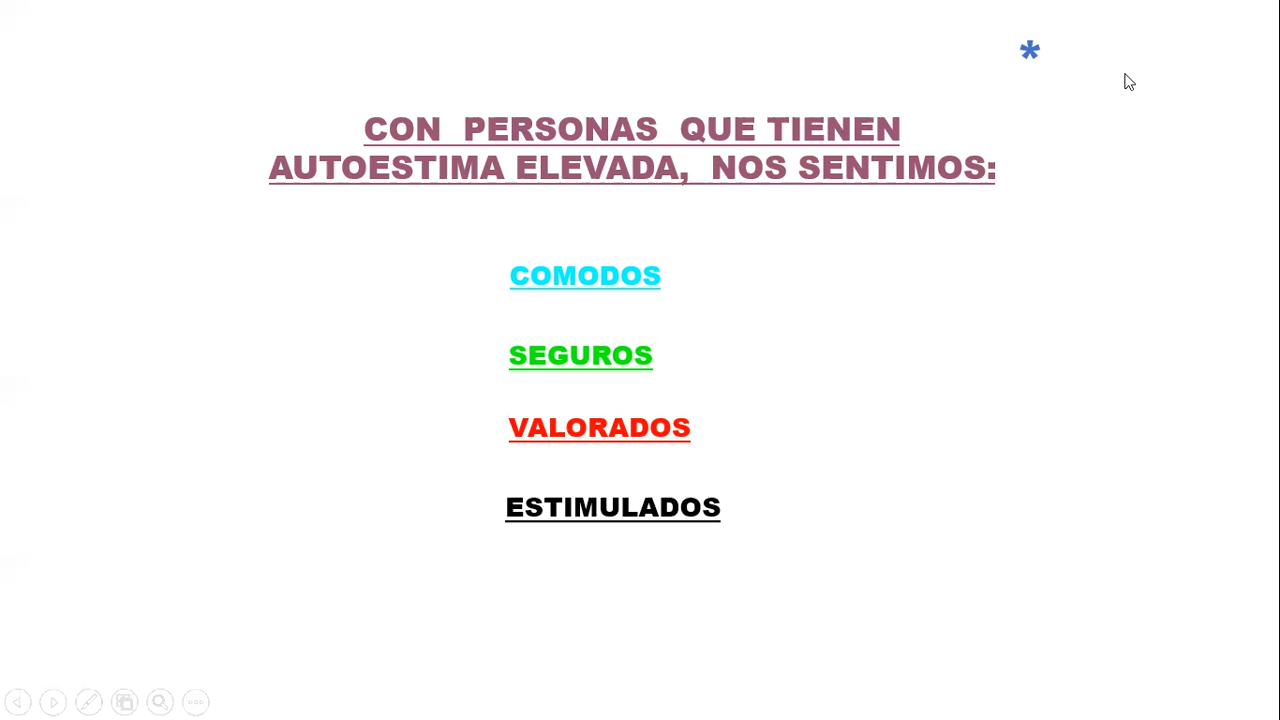 *
CON PERSONAS QUE TIENEN
AUTOESTIMA ELEVADA, NOS SENTIMOS:
COMODOS
SEGUROS
VALORADOS
ESTIMULADOS